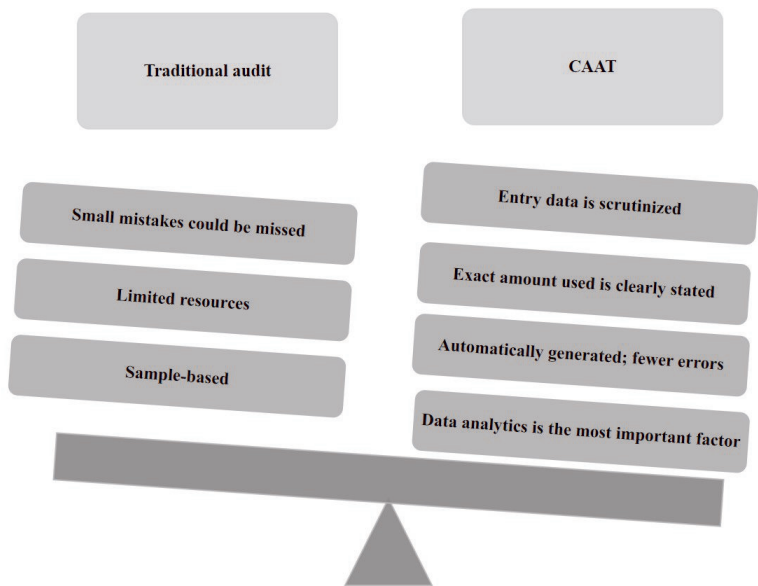 Traditional audit
CAAT
Small mistakes could be missed
Limited resources
Sample-based
Entry data is scrutinized
Exact amount used is clearly stated
Automatically generated; fewer errors
Data analytics is the most important factor